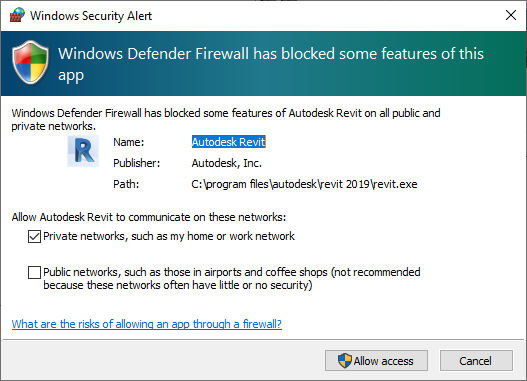 Windows Security Alert
Windows Defender Firewall has blocked some features of this
app
Windows Defender Firewall has blocked some features of Autodesk Revit on all public and
private networks.
R
Name: Autodesk Revit
Publisher: Autodesk, Inc.
Path: C:\program files\autodesk\revit 2019\revit.exe
Allow Autodesk Revit to communicate on these networks:
Private networks, such as my home or work network
Public networks, such as those in airports and coffee shops (not recommended
because these networks often have little or no security)
What are the risks of allowing an app through a firewall?
Allow access Cancel